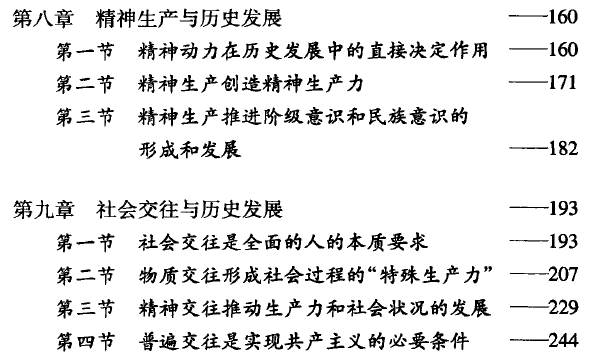 第八章 精神生产与历史发展 ——160
第一节 精神动力在历史发展中的直接决定作用 ——160
第二节 精神生产创造精神生产力 ——171
第三节 精神生产推进阶级意识和民族意识的
形成和发展 ——182
第九章 社会交往与历史发展 ——193
第一节 社会交往是全面的人的本质要求 ——193
第二节 物质交往形成社会过程的“特殊生产力” ——207
第三节 精神交往推动生产力和社会状况的发展 ——229
第四节 普遍交往是实现共产主义的必要条件 ——244